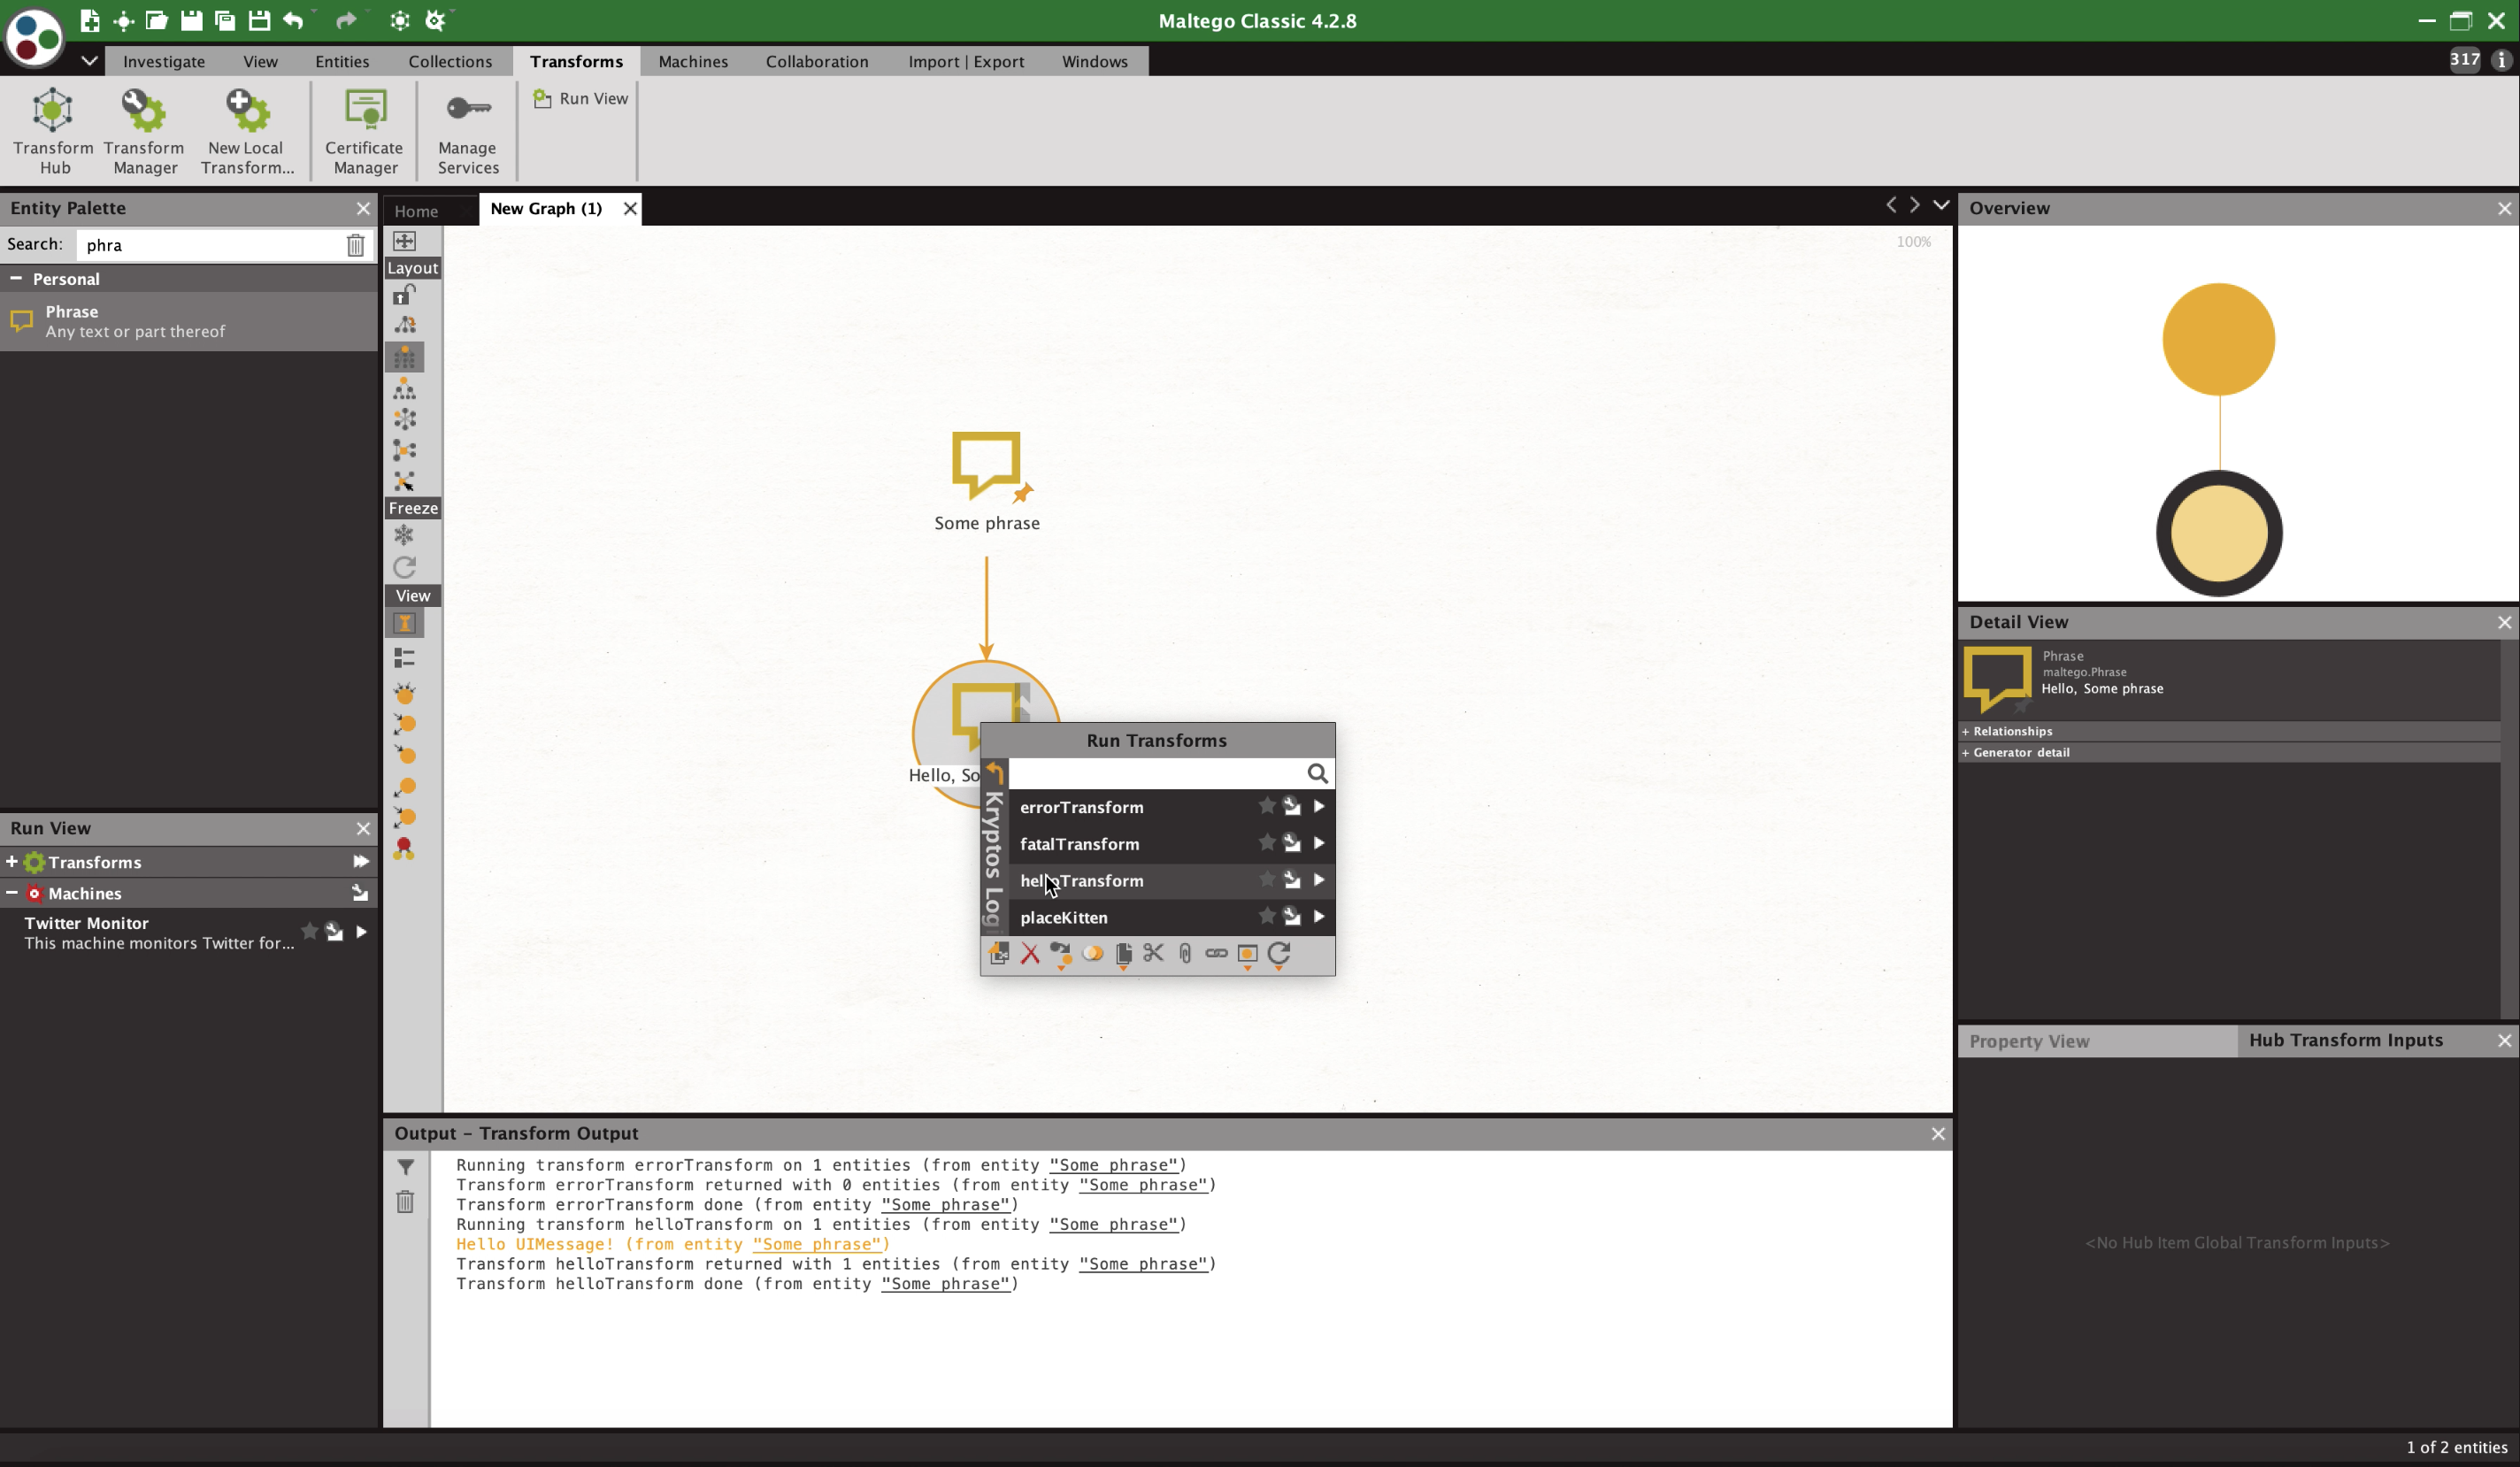 Maltego Classic 4.2.8
Investigate View Entities Collections Transforms Machines Collaboration Import | Export Windows
317
Transform Hub
Transform Manager
New Local Transform...
Certificate Manager
Manage Services
Run View
Entity Palette
Search: phra
Personal
Phrase
Any text or part thereof
Run View
Transforms
Machines
Twitter Monitor
This machine monitors Twitter for...
Home
New Graph (1)
Layout
Freeze
View
100%
Some phrase
Hello, So
Run Transforms
Kryptos Log
errorTransform
fatalTransform
helloTransform
placeKitten
Output – Transform Output
Running transform errorTransform on 1 entities (from entity "Some phrase")
Transform errorTransform returned with 0 entities (from entity "Some phrase")
Transform errorTransform done (from entity "Some phrase")
Running transform helloTransform on 1 entities (from entity "Some phrase")
Hello UIMessage! (from entity "Some phrase")
Transform helloTransform returned with 1 entities (from entity "Some phrase")
Transform helloTransform done (from entity "Some phrase")
Overview
Detail View
Phrase
maltego.Phrase
Hello, Some phrase
+ Relationships
+ Generator detail
Property View
Hub Transform Inputs
<No Hub Item Global Transform Inputs>
1 of 2 entities